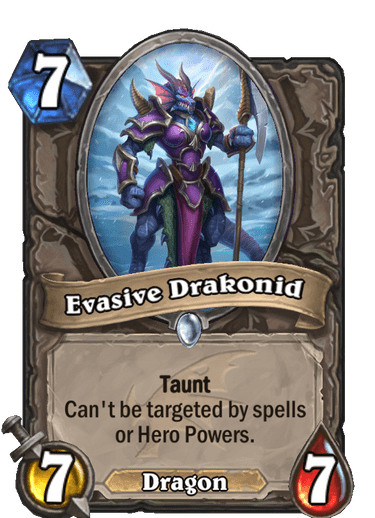 7
Evasive Drakonid
Taunt
Can't be targeted by spells
or Hero Powers.
7
Dragon
7